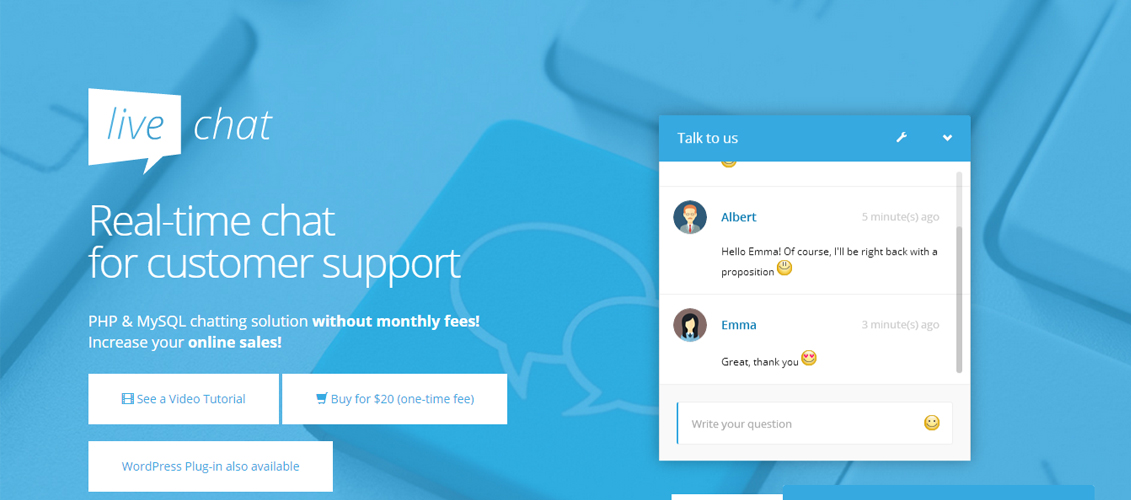 live chat
Real-time chat
for customer support
PHP & MySQL chatting solution without monthly fees!
Increase your online sales!
See a Video Tutorial
Buy for $20 (one-time fee)
WordPress Plug-in also available
Talk to us
Albert
5 minute(s) ago
Hello Emma! Of course, I'll be right back with a
proposition
Emma
3 minute(s) ago
Great, thank you
Write your question